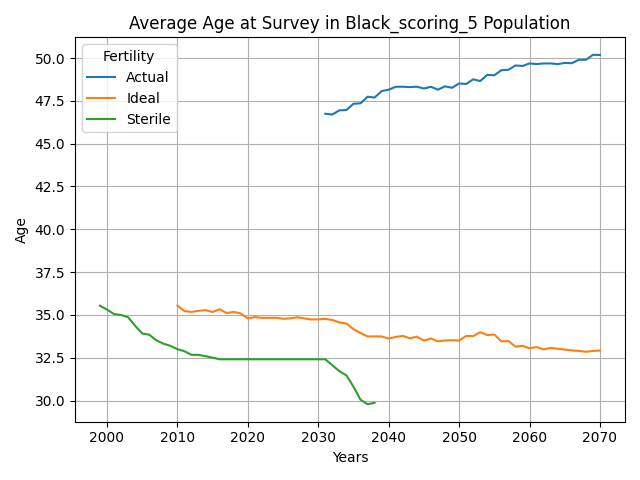 Average Age at Survey in Black_scoring_5 Population
Fertility
Actual
Ideal
Sterile
Age
50.0
47.5
45.0
42.5
40.0
37.5
35.0
32.5
30.0
2000 2010 2020 2030 2040 2050 2060 2070
Years